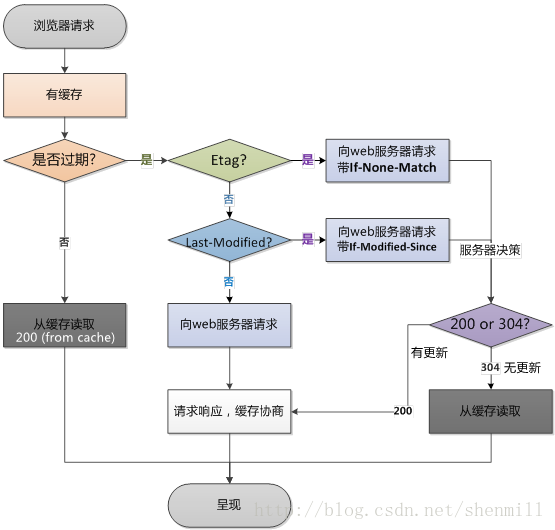 浏览器请求
有缓存
是否过期?
是
Etag?
是
向web服务器请求
带If-None-Match
否
否
Last-Modified?
是
向web服务器请求
带If-Modified-Since
服务器决策
否
从缓存读取
200 (from cache)
向web服务器请求
200 or 304?
有更新
304 无更新
请求响应，缓存协商
200
从缓存读取
呈现
http://blog.csdn.net/shenmill